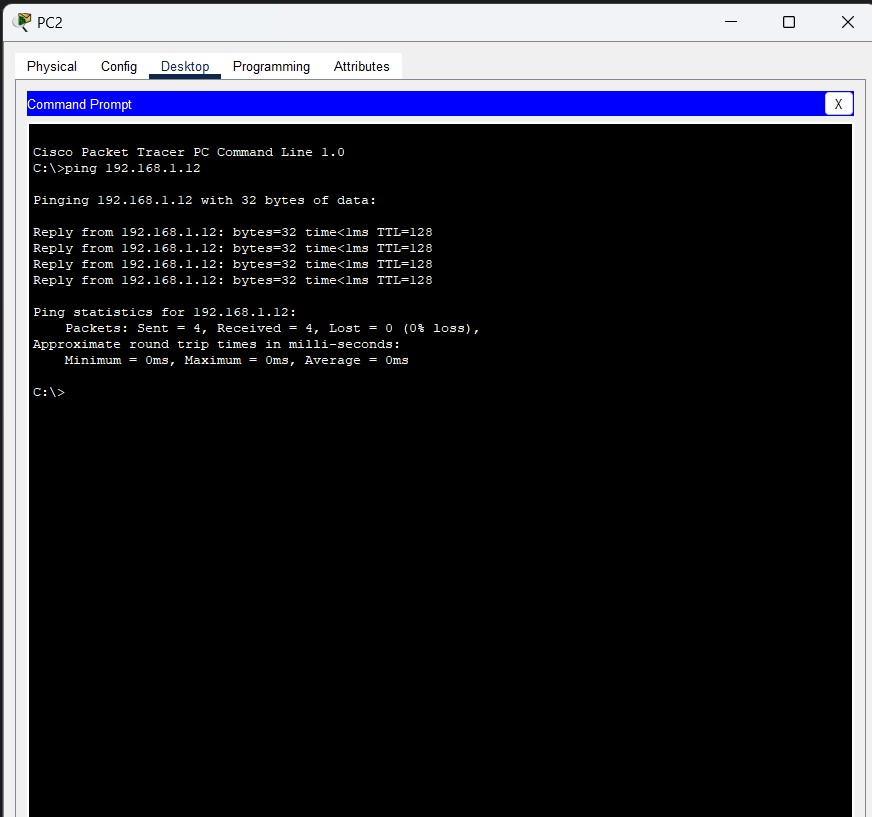 PC2
Physical Config Desktop Programming Attributes
Command Prompt X
Cisco Packet Tracer PC Command Line 1.0
C:\>ping 192.168.1.12
Pinging 192.168.1.12 with 32 bytes of data:
Reply from 192.168.1.12: bytes=32 time<1ms TTL=128
Reply from 192.168.1.12: bytes=32 time<1ms TTL=128
Reply from 192.168.1.12: bytes=32 time<1ms TTL=128
Reply from 192.168.1.12: bytes=32 time<1ms TTL=128
Ping statistics for 192.168.1.12:
Packets: Sent = 4, Received = 4, Lost = 0 (0% loss),
Approximate round trip times in milli-seconds:
Minimum = 0ms, Maximum = 0ms, Average = 0ms
C:\>